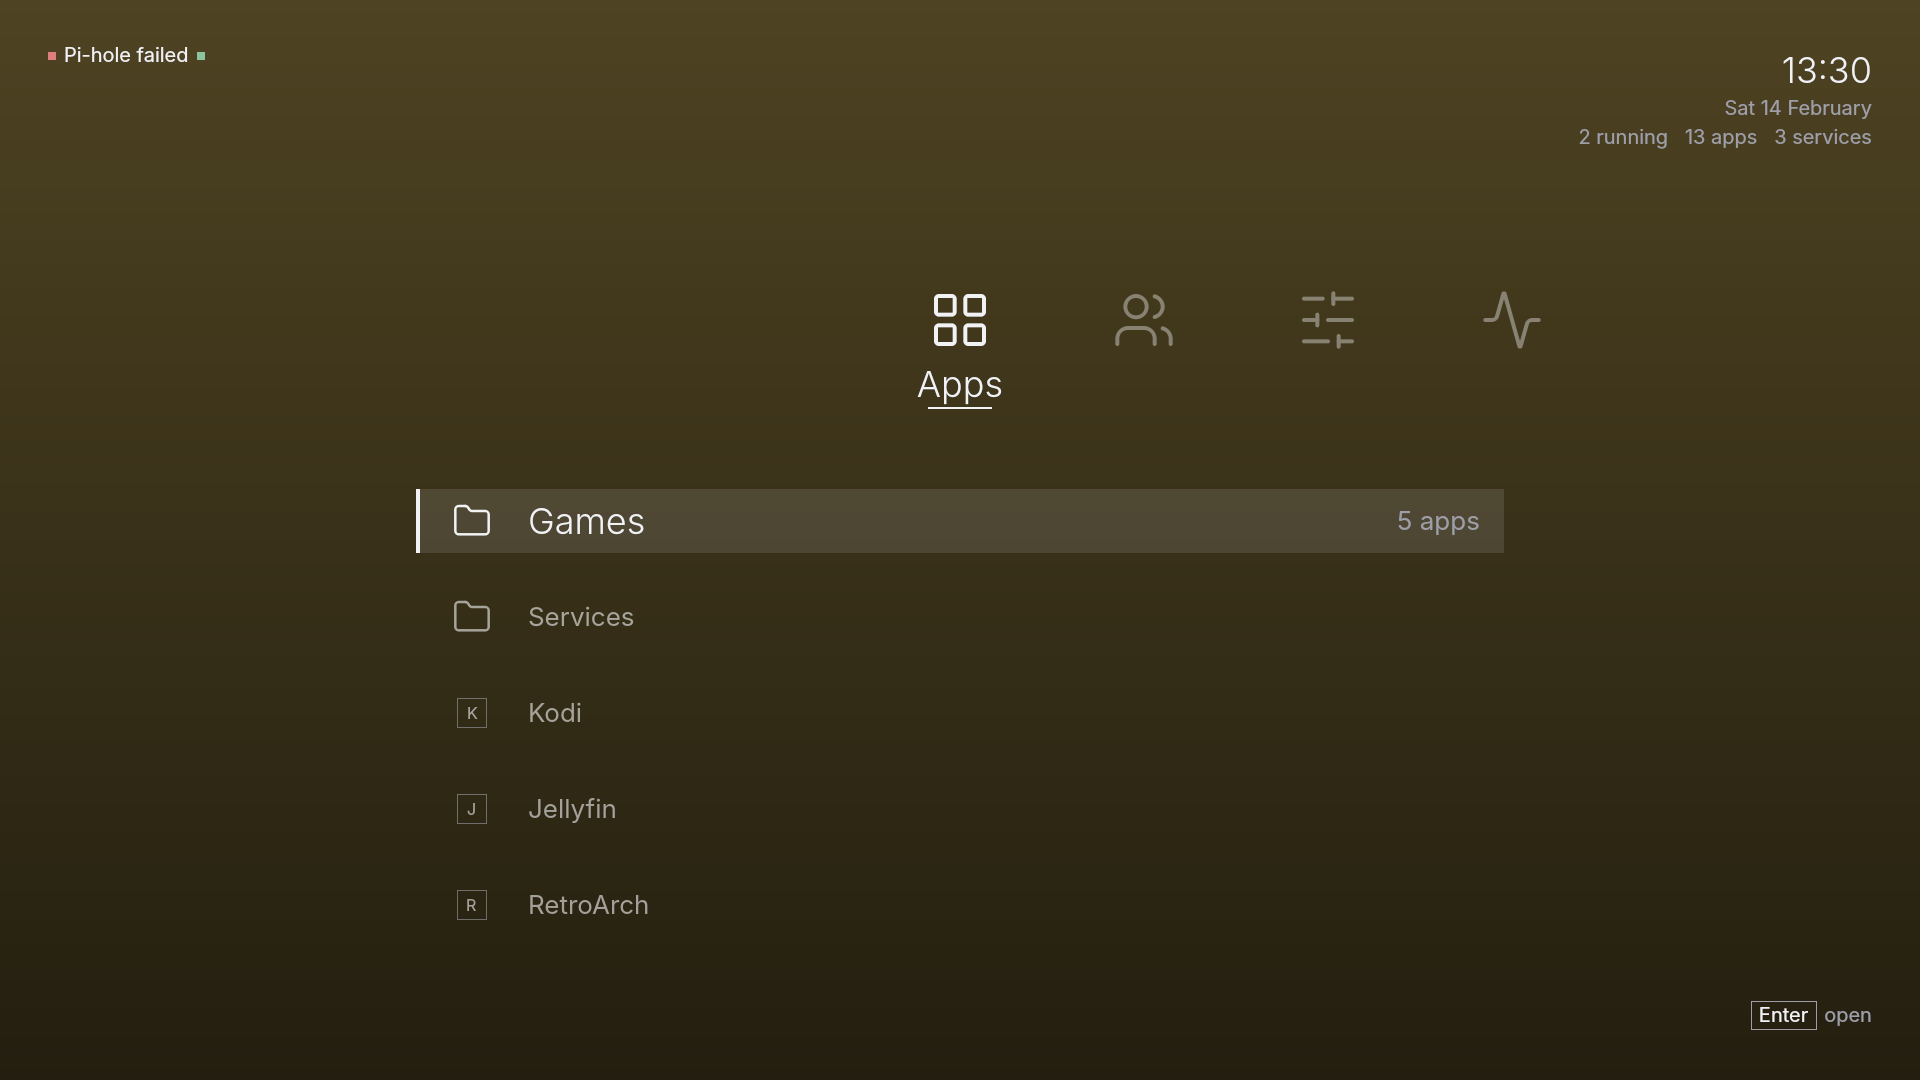 Pi-hole failed
13:30
Sat 14 February
2 running 13 apps 3 services
Apps
Games 5 apps
Services
K Kodi
J Jellyfin
R RetroArch
Enter open